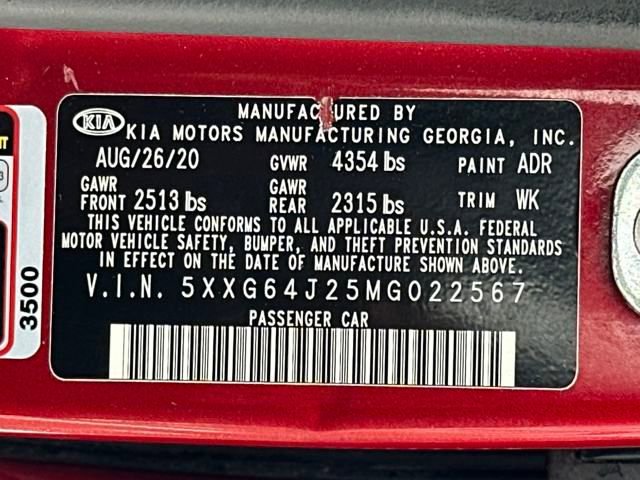 MANUFACTURED BY
KIA KIA MOTORS MANUFACTURING GEORGIA, INC.
AUG/26/20 GVWR 4354 lbs PAINT ADR
GAWR FRONT 2513 lbs GAWR REAR 2315 lbs TRIM WK
THIS VEHICLE CONFORMS TO ALL APPLICABLE U.S.A. FEDERAL
MOTOR VEHICLE SAFETY, BUMPER, AND THEFT PREVENTION STANDARDS
IN EFFECT ON THE DATE OF MANUFACTURE SHOWN ABOVE.
V.I.N. 5XXG64J25MG022567
PASSENGER CAR
3500